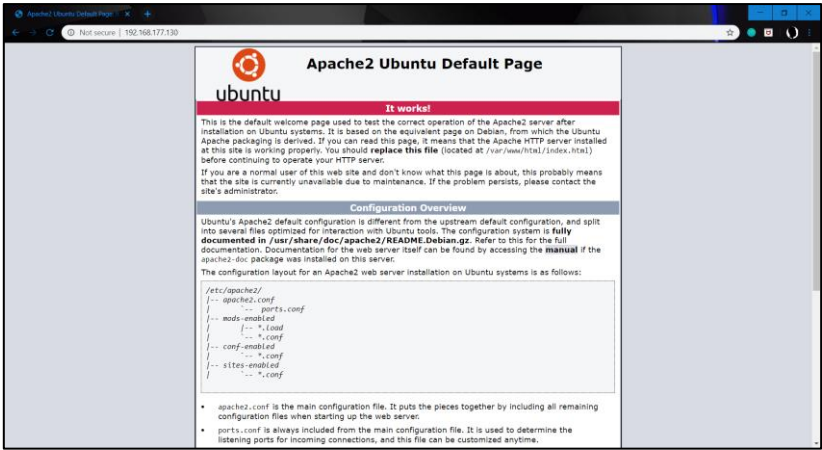 Apache2 Ubuntu Default Page
Not secure | 192.168.177.130
ubuntu
Apache2 Ubuntu Default Page
It works!
This is the default welcome page used to test the correct operation of the Apache2 server after
installation on Ubuntu systems. It is based on the equivalent page on Debian, from which the Ubuntu
Apache packaging is derived. If you can read this page, it means that the Apache HTTP server installed
at this site is working properly. You should replace this file (located at /var/www/html/index.html)
before continuing to operate your HTTP server.
If you are a normal user of this web site and don't know what this page is about, this probably means
that the site is currently unavailable due to maintenance. If the problem persists, please contact the
site's administrator.
Configuration Overview
Ubuntu's Apache2 default configuration is different from the upstream default configuration, and split
into several files optimized for interaction with Ubuntu tools. The configuration system is fully
documented in /usr/share/doc/apache2/README.Debian.gz. Refer to this for the full
documentation. Documentation for the web server itself can be found by accessing the manual if the
apache2-doc package was installed on this server.
The configuration layout for an Apache2 web server installation on Ubuntu systems is as follows:
/etc/apache2/
|-- apache2.conf
|       `--  ports.conf
|-- mods-enabled
|       |-- *.load
|       `-- *.conf
|-- conf-enabled
|       `-- *.conf
|-- sites-enabled
|       `-- *.conf
• apache2.conf is the main configuration file. It puts the pieces together by including all remaining
configuration files when starting up the web server.
• ports.conf is always included from the main configuration file. It is used to determine the
listening ports for incoming connections, and this file can be customized anytime.